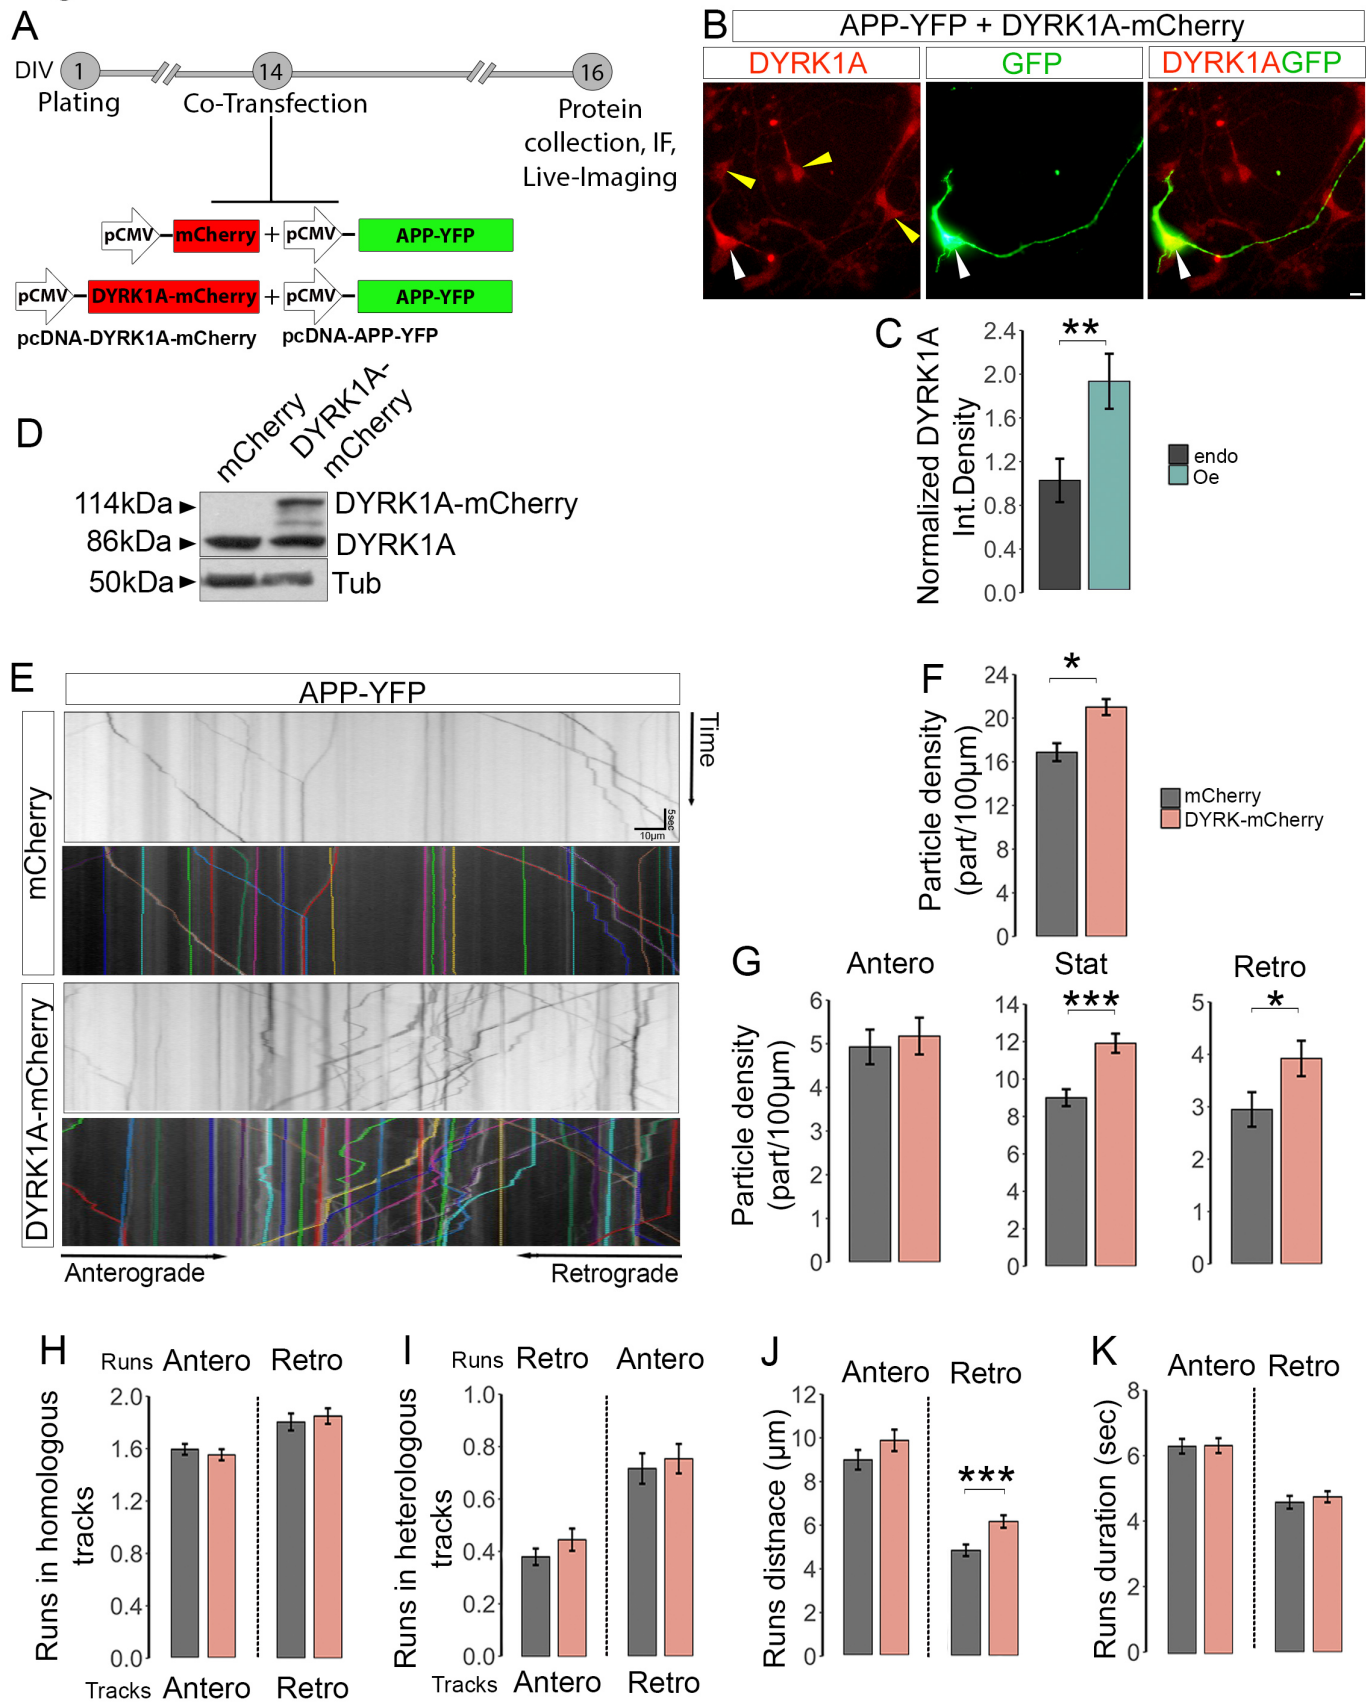 A
DIV 1 14 16
Plating
Co-Transfection
Protein
collection, IF,
Live-Imaging
pCMV mCherry + pCMV APP-YFP
pCMV DYRK1A-mCherry + pCMV APP-YFP
pcDNA-DYRK1A-mCherry pcDNA-APP-YFP
B
APP-YFP + DYRK1A-mCherry
DYRK1A GFP DYRK1AGFP
C
Normalized DYRK1A
Int.Density
2.4
2.0
1.6
1.2
0.8
0.4
0.0
**
endo
Oe
D
mCherry
DYRK1A-
mCherry
114kDa DYRK1A-mCherry
86kDa DYRK1A
50kDa Tub
E
APP-YFP
mCherry
DYRK1A-mCherry
Time
5sec
10µm
Anterograde Retrograde
F
Particle density
(part/100µm)
24
20
16
12
8
4
0
*
mCherry
DYRK-mCherry
G
Antero Stat Retro
Particle density
(part/100µm)
6
5
4
3
2
1
0
14
12
10
8
6
4
2
0
***
5
4
3
2
1
0
*
H
Runs Antero Retro
Runs in homologous
tracks
2.0
1.6
1.2
0.8
0.4
0.0
Tracks Antero Retro
I
Runs Retro Antero
Runs in heterologous
tracks
1.0
0.8
0.6
0.4
0.2
0.0
Tracks Antero Retro
J
Antero Retro
Runs distnace (µm)
12
10
8
6
4
2
0
***
K
Antero Retro
Runs duration (sec)
8
6
4
2
0